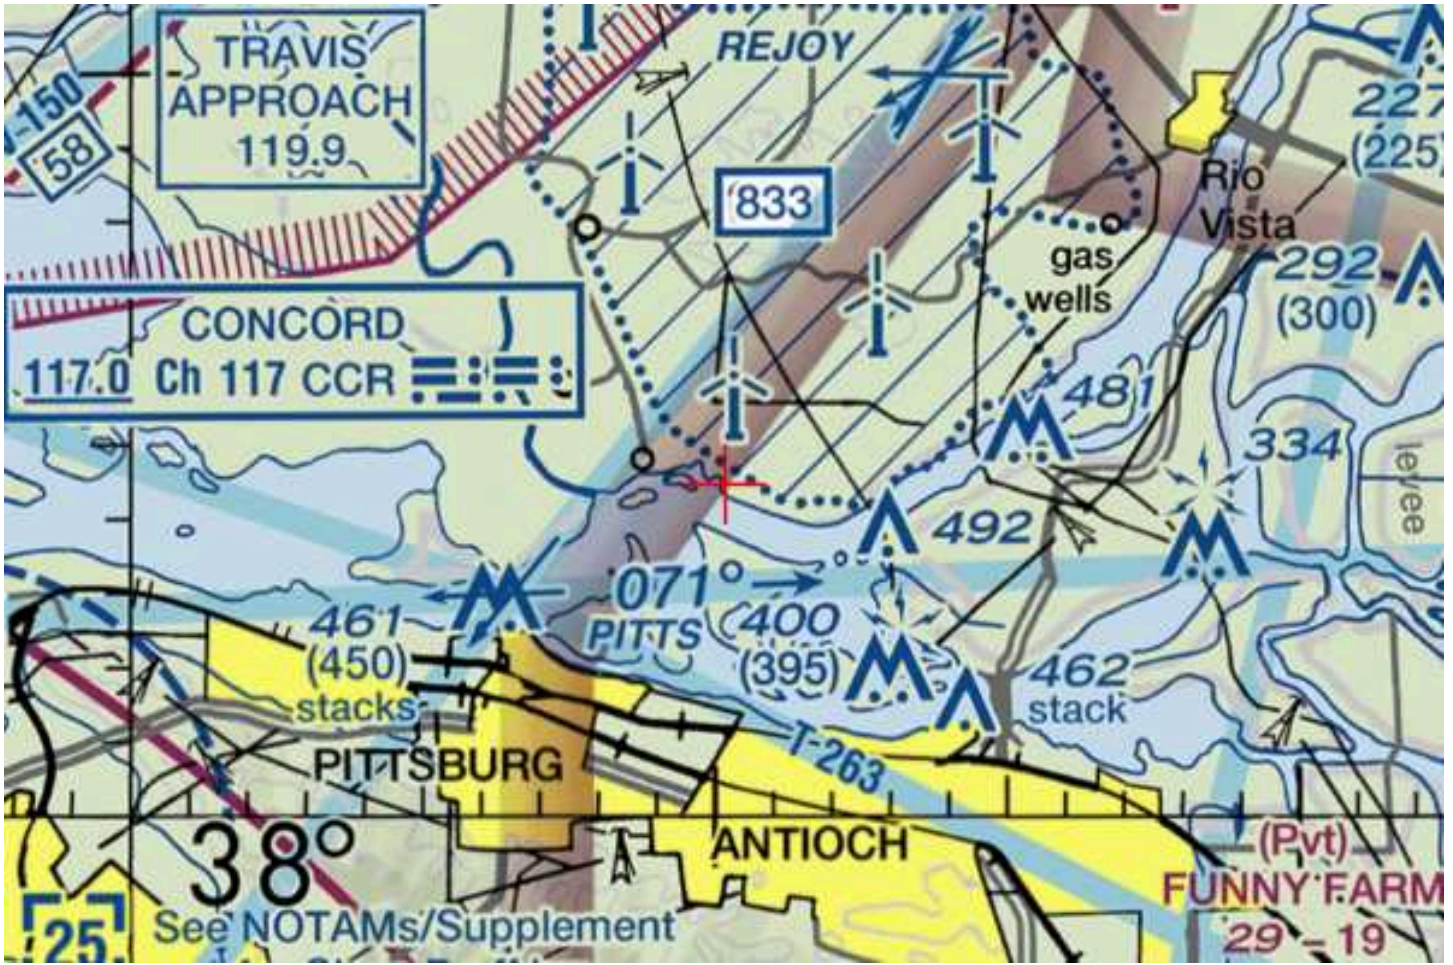 TRAVIS
APPROACH
119.9
-150
58
REJOY
833
Rio
Vista
gas
wells
227
(225)
292
(300)
CONCORD
117.0 Ch 117 CCR
481
334
levee
492
071°
PITTS
461
(450)
stacks
400
(395)
462
stack
T-263
PITTSBURG
ANTIOCH
38°
25
See NOTAMs/Supplement
(Pvt)
FUNNY FARM
29 - 19